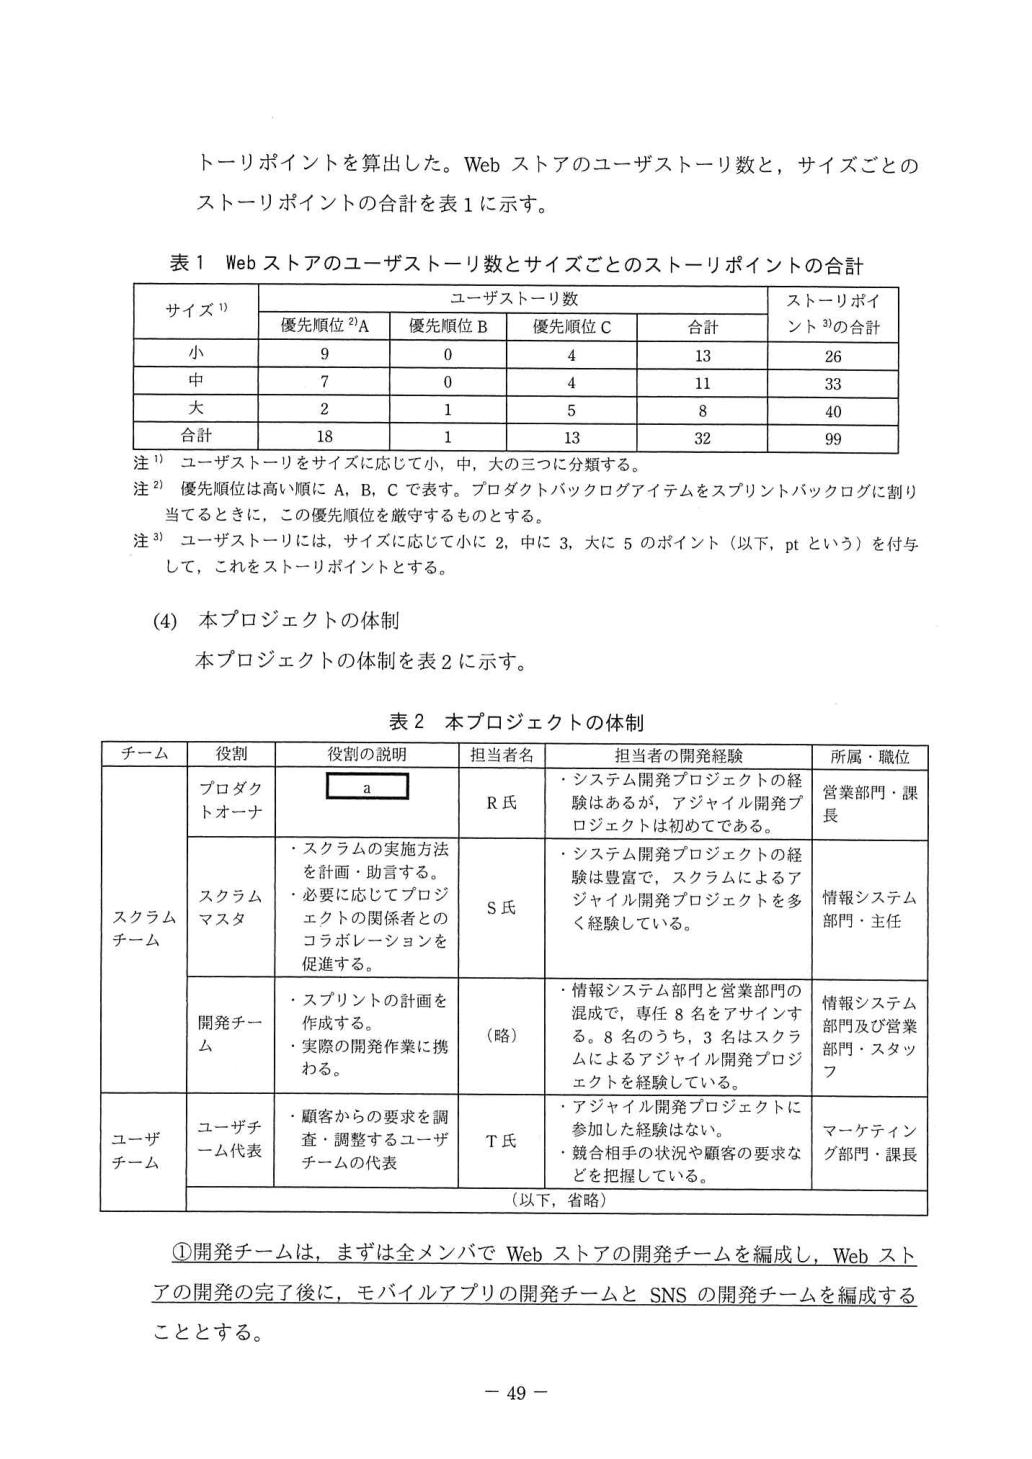 トーリポイントを算出した。Web ストアのユーザストーリ数と，サイズごとの
ストーリポイントの合計を表1に示す。
表1 Web ストアのユーザストーリ数とサイズごとのストーリポイントの合計
サイズ1) ユーザストーリ数 ストーリポイント3)の合計
優先順位2)A 優先順位B 優先順位C 合計
小 9 0 4 13 26
中 7 0 4 11 33
大 2 1 5 8 40
合計 18 1 13 32 99
注1) ユーザストーリをサイズに応じて小，中，大の三つに分類する。
注2) 優先順位は高い順に A，B，C で表す。プロダクトバックログアイテムをスプリントバックログに割り
当てるときに，この優先順位を厳守するものとする。
注3) ユーザストーリには，サイズに応じて小に 2，中に 3，大に 5 のポイント（以下，pt という）を付与
して，これをストーリポイントとする。
(4) 本プロジェクトの体制
本プロジェクトの体制を表2に示す。
表2 本プロジェクトの体制
チーム 役割 役割の説明 担当者名 担当者の開発経験 所属・職位
スクラム
チーム
プロダク
トオーナ
a
R氏
・システム開発プロジェクトの経
験はあるが，アジャイル開発プ
ロジェクトは初めてである。
営業部門・課
長
スクラム
マスタ
・スクラムの実施方法
を計画・助言する。
・必要に応じてプロジ
ェクトの関係者との
コラボレーションを
促進する。
S氏
・システム開発プロジェクトの経
験は豊富で，スクラムによるア
ジャイル開発プロジェクトを多
く経験している。
情報システム
部門・主任
開発チー
ム
・スプリントの計画を
作成する。
・実際の開発作業に携
わる。
（略）
・情報システム部門と営業部門の
混成で，専任 8 名をアサインす
る。8 名のうち，3 名はスクラ
ムによるアジャイル開発プロジ
ェクトを経験している。
情報システム
部門及び営業
部門・スタッ
フ
ユーザ
チーム
ユーザチ
ーム代表
・顧客からの要求を調
査・調整するユーザ
チームの代表
T氏
・アジャイル開発プロジェクトに
参加した経験はない。
・競合相手の状況や顧客の要求な
どを把握している。
マーケティン
グ部門・課長
（以下，省略）
①開発チームは，まずは全メンバで Web ストアの開発チームを編成し，Web スト
アの開発の完了後に，モバイルアプリの開発チームと SNS の開発チームを編成する
こととする。
－ 49 －